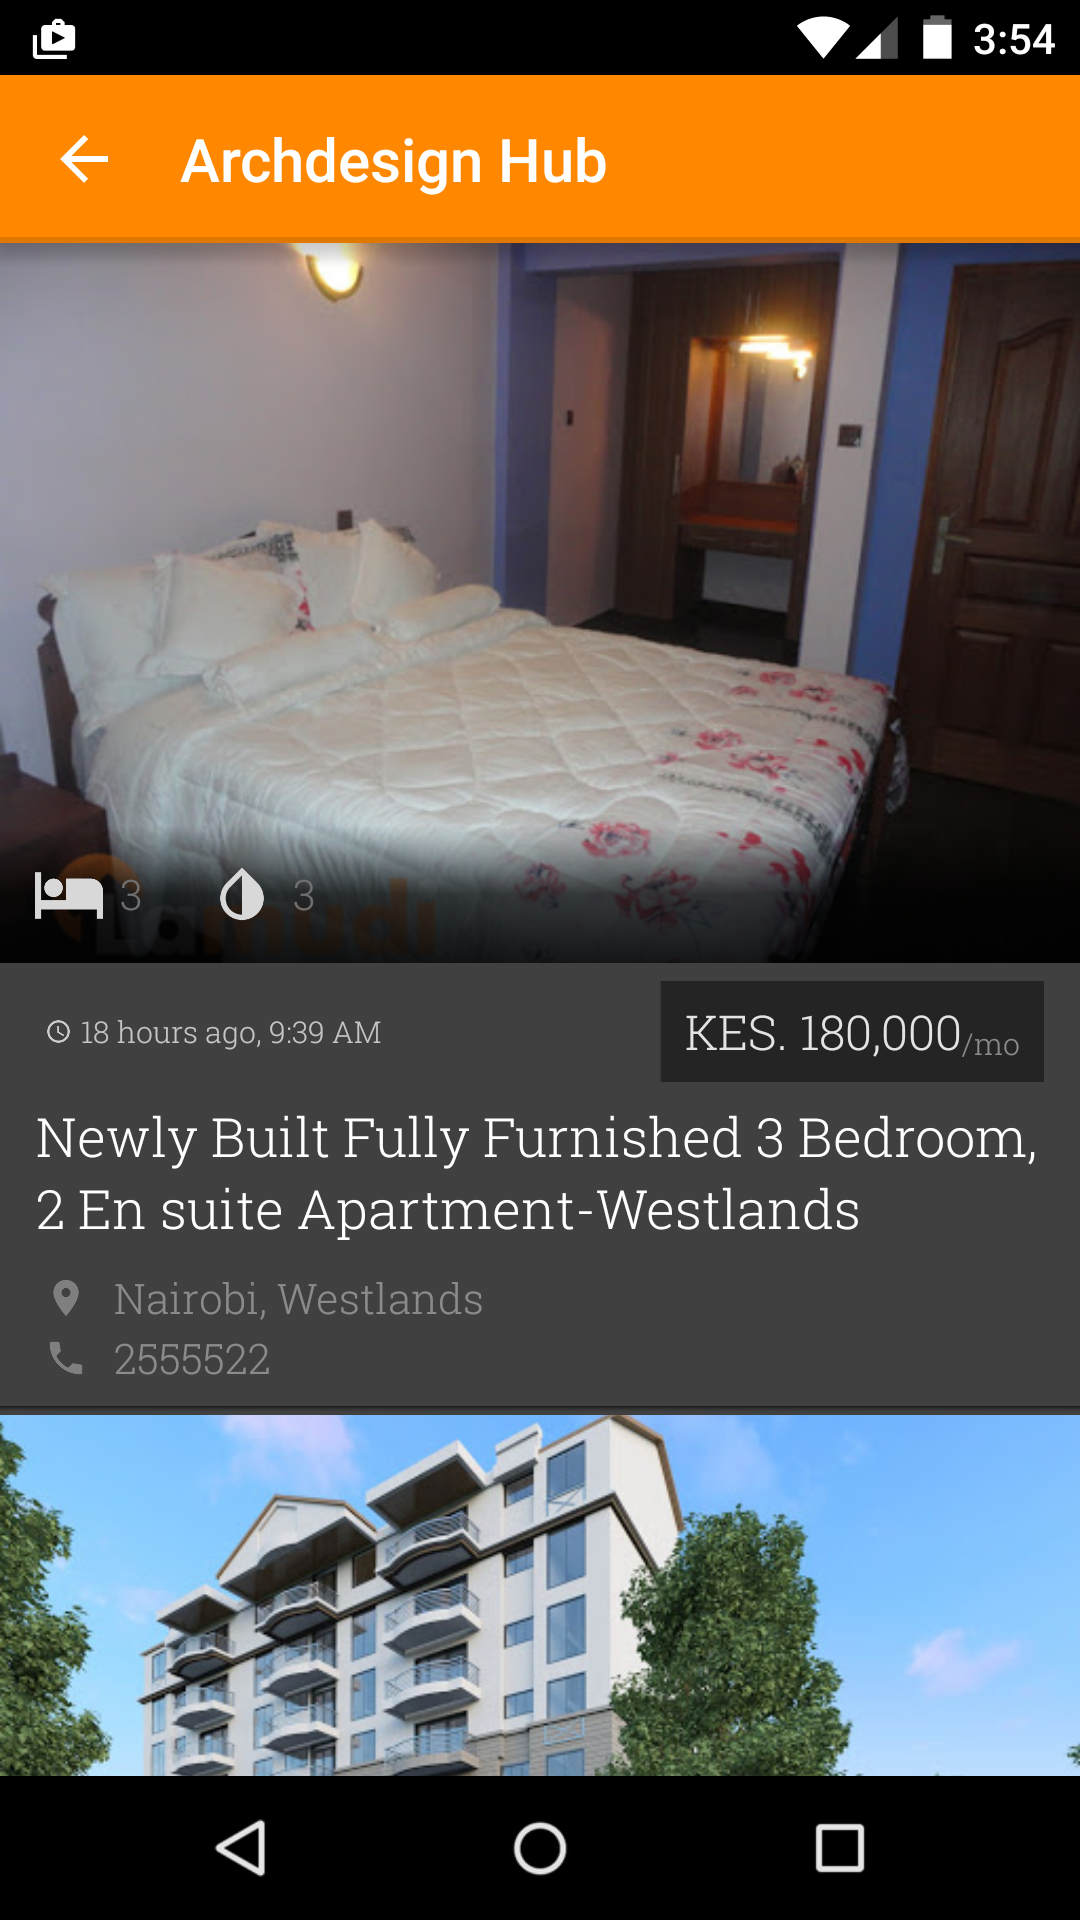 3:54
Archdesign Hub
3 3
Lamudi
18 hours ago, 9:39 AM
KES. 180,000/mo
Newly Built Fully Furnished 3 Bedroom,
2 En suite Apartment-Westlands
Nairobi, Westlands
2555522